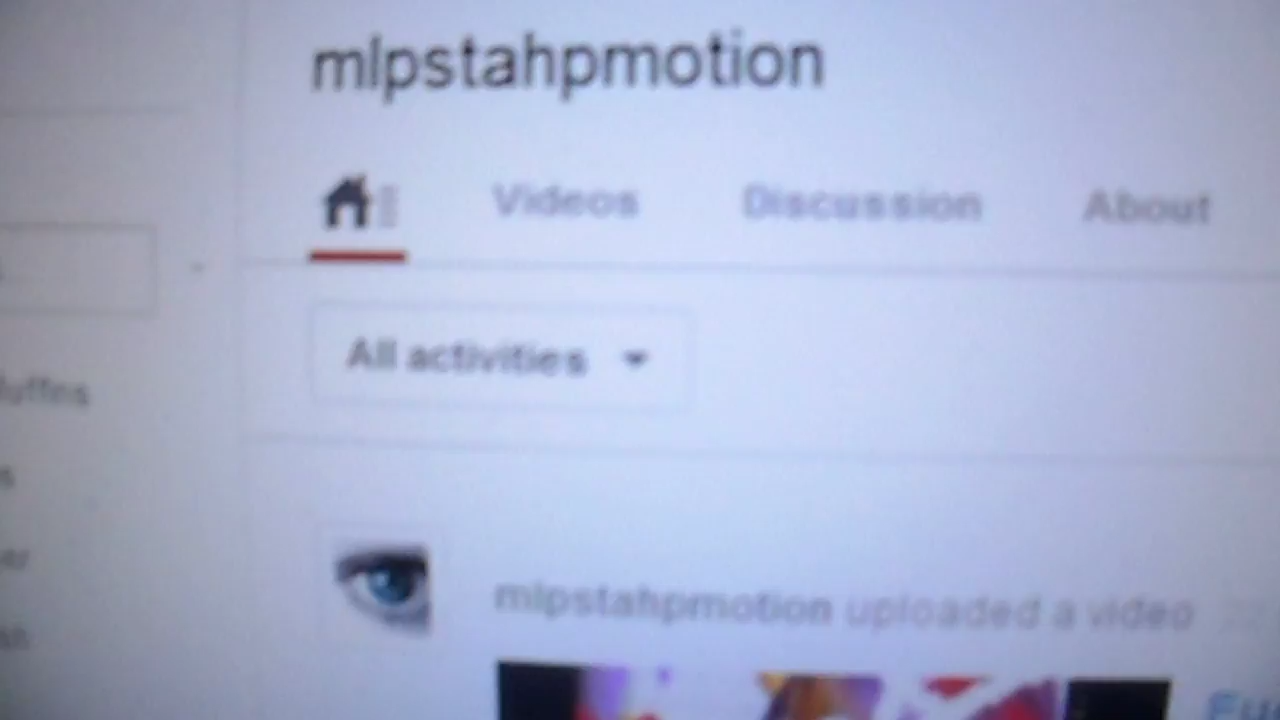 mlpstahpmotion
Videos Discussion About
All activities
mlpstahpmotion uploaded a video